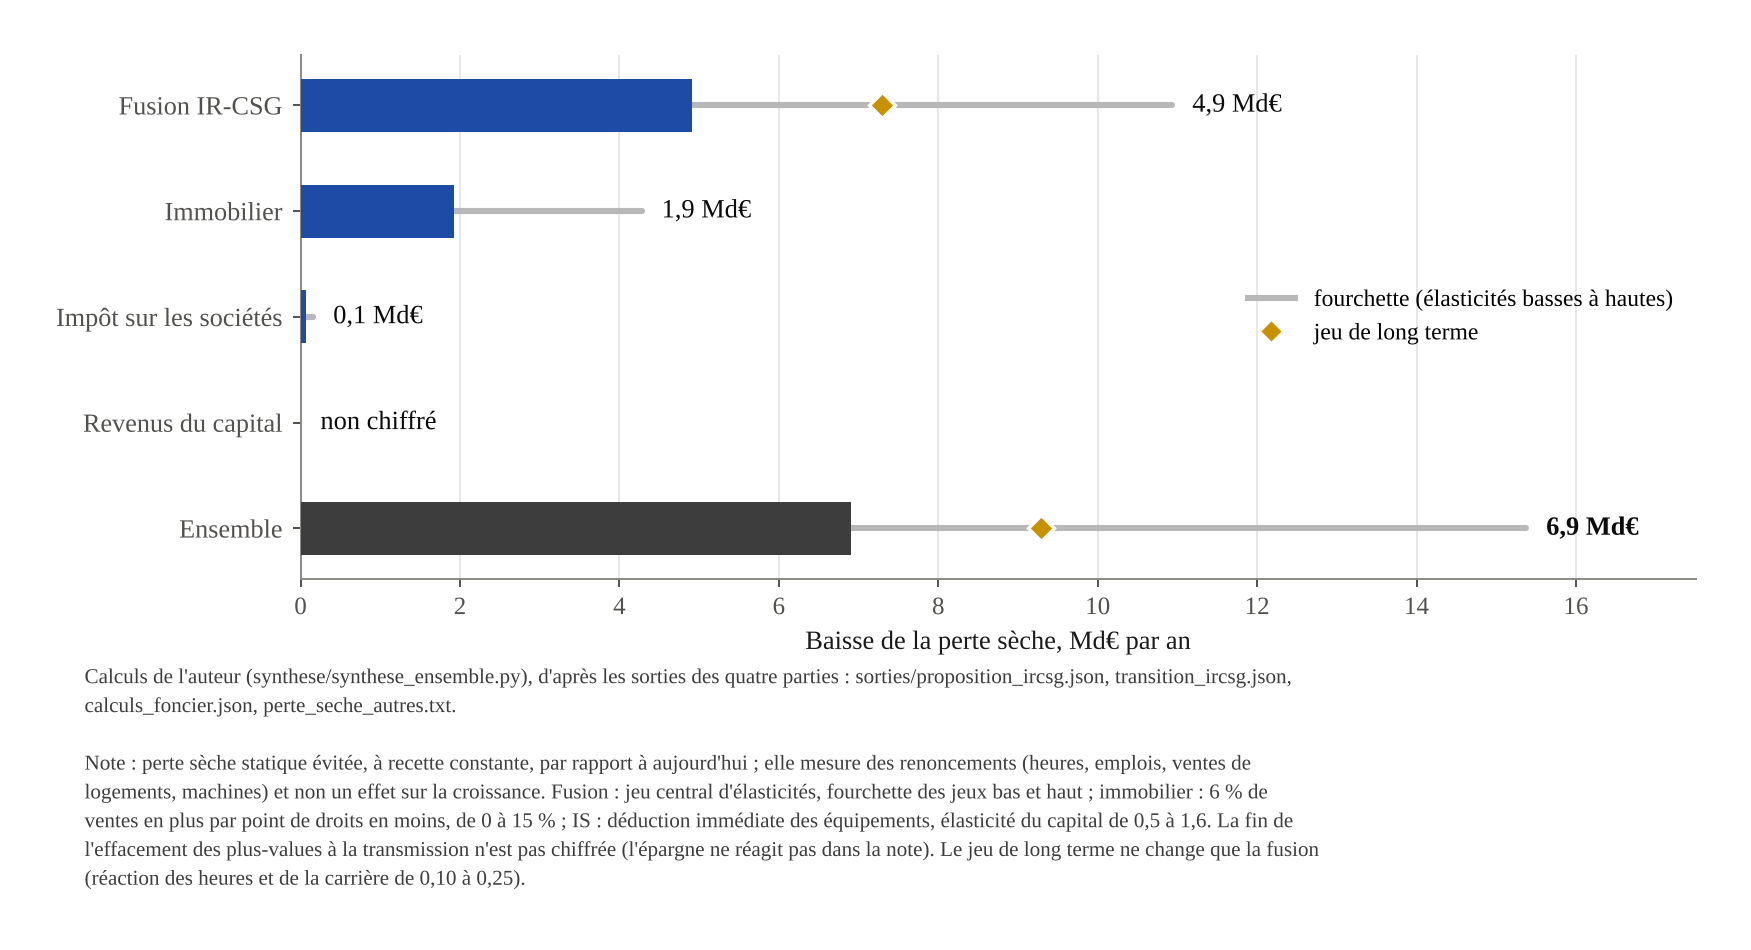 Fusion IR-CSG
4,9 Md€
Immobilier
1,9 Md€
Impôt sur les sociétés
0,1 Md€
fourchette (élasticités basses à hautes)
jeu de long terme
Revenus du capital
non chiffré
Ensemble
6,9 Md€
0 2 4 6 8 10 12 14 16
Baisse de la perte sèche, Md€ par an
Calculs de l'auteur (synthese/synthese_ensemble.py), d'après les sorties des quatre parties : sorties/proposition_ircsg.json, transition_ircsg.json,
calculs_foncier.json, perte_seche_autres.txt.
Note : perte sèche statique évitée, à recette constante, par rapport à aujourd'hui ; elle mesure des renoncements (heures, emplois, ventes de
logements, machines) et non un effet sur la croissance. Fusion : jeu central d'élasticités, fourchette des jeux bas et haut ; immobilier : 6 % de
ventes en plus par point de droits en moins, de 0 à 15 % ; IS : déduction immédiate des équipements, élasticité du capital de 0,5 à 1,6. La fin de
l'effacement des plus-values à la transmission n'est pas chiffrée (l'épargne ne réagit pas dans la note). Le jeu de long terme ne change que la fusion
(réaction des heures et de la carrière de 0,10 à 0,25).